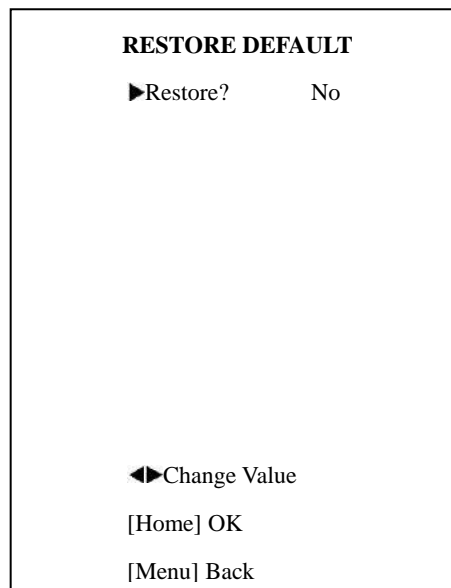 RESTORE DEFAULT
▶Restore? No
◀▶Change Value
[Home] OK
[Menu] Back